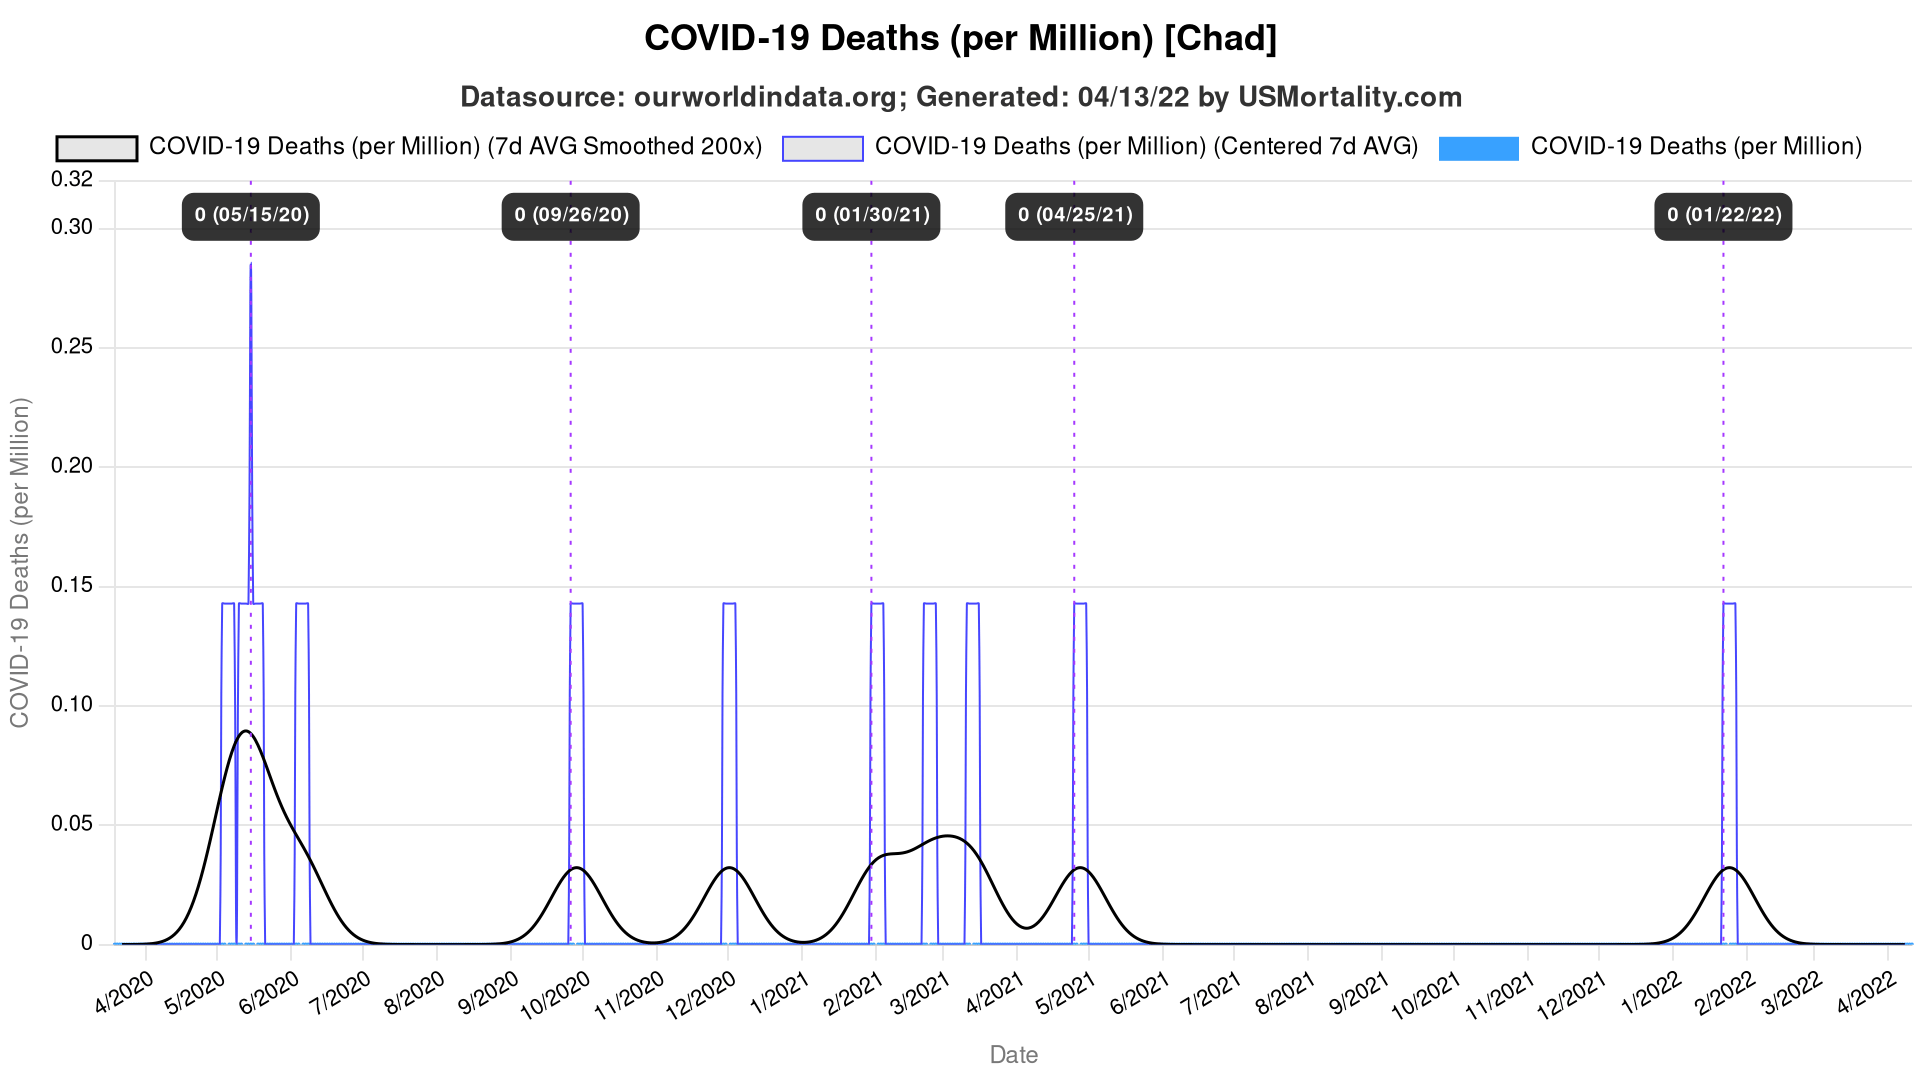 COVID-19 Deaths (per Million) [Chad]
Datasource: ourworldindata.org; Generated: 04/13/22 by USMortality.com
COVID-19 Deaths (per Million) (7d AVG Smoothed 200x) COVID-19 Deaths (per Million) (Centered 7d AVG) COVID-19 Deaths (per Million)
0.32
0 (05/15/20) 0 (09/26/20) 0 (01/30/21) 0 (04/25/21) 0 (01/22/22)
0.30
0.25
0.20
0.15
0.10
0.05
0
COVID-19 Deaths (per Million)
4/2020 5/2020 6/2020 7/2020 8/2020 9/2020 10/2020 11/2020 12/2020 1/2021 2/2021 3/2021 4/2021 5/2021 6/2021 7/2021 8/2021 9/2021 10/2021 11/2021 12/2021 1/2022 2/2022 3/2022 4/2022
Date